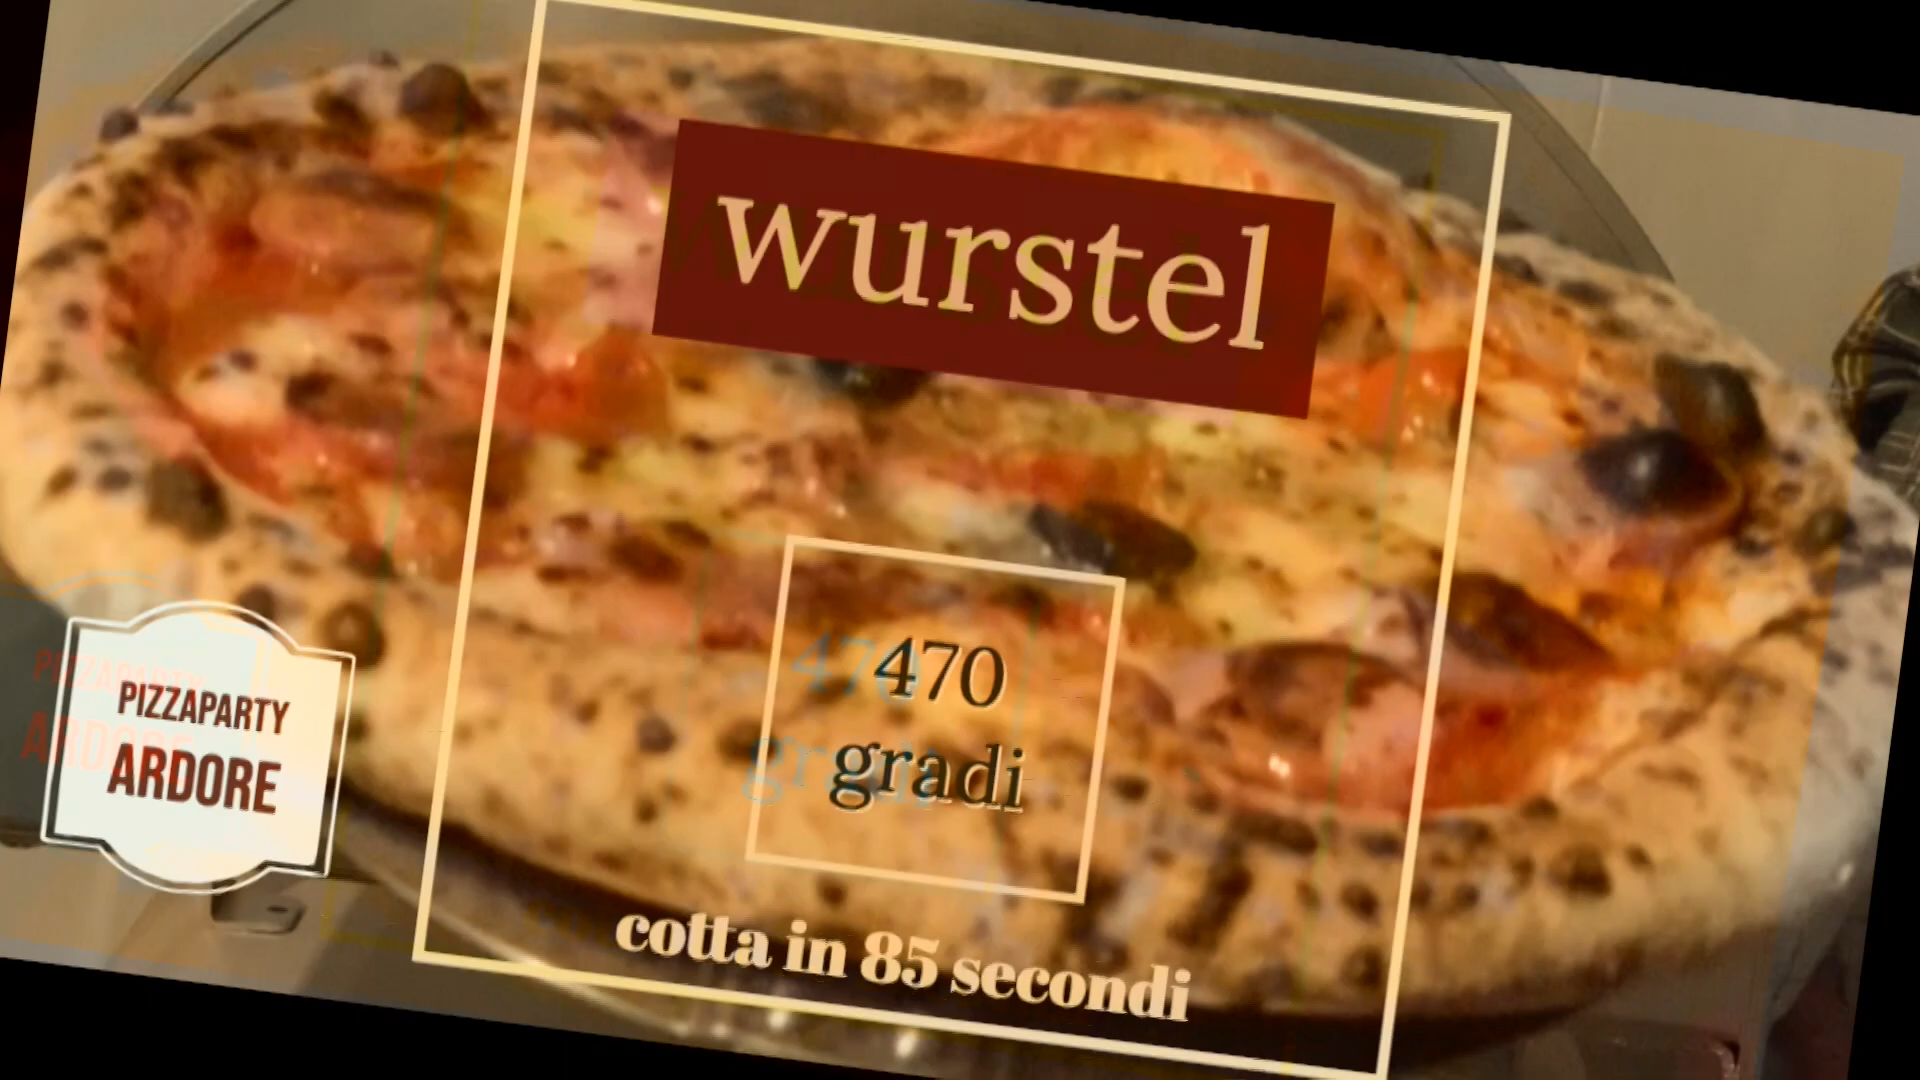 wurstel
470
gradi
PIZZAPARTY
ARDORE
cotta in 85 secondi